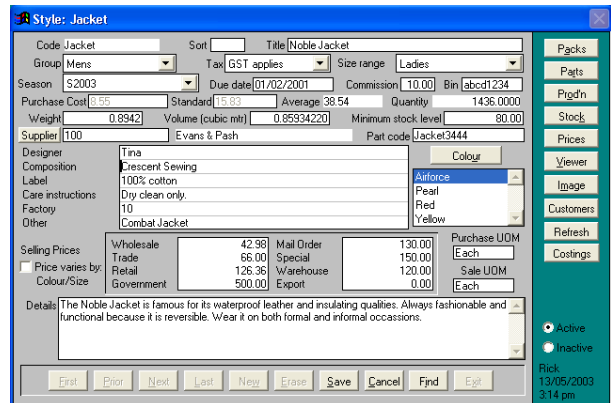 Style: Jacket
Code Jacket Sort Title Noble Jacket
Group Mens Tax GST applies Size range Ladies
Season S2003 Due date 01/02/2001 Commission 10.00 Bin abcd1234
Purchase Cost 8.55 Standard 15.83 Average 38.54 Quantity 1436.0000
Weight 0.8942 Volume (cubic mtr) 0.85934220 Minimum stock level 80.00
Supplier 100 Evans & Pash Part code Jacket3444
Designer Tina
Composition Crescent Sewing
Label 100% cotton
Care instructions Dry clean only.
Factory 10
Other Combat Jacket
Colour
Airforce
Pearl
Red
Yellow
Selling Prices
Price varies by:
Colour/Size
Wholesale 42.98 Mail Order 130.00
Trade 66.00 Special 150.00
Retail 126.36 Warehouse 120.00
Government 500.00 Export 0.00
Purchase UOM
Each
Sale UOM
Each
Details The Noble Jacket is famous for its waterproof leather and insulating qualities. Always fashionable and
functional because it is reversible. Wear it on both formal and informal occassions.
First Prior Next Last New Erase Save Cancel Find Exit
Packs
Parts
Prod'n
Stock
Prices
Viewer
Image
Customers
Refresh
Costings
Active
Inactive
Rick
13/05/2003
3:14 pm